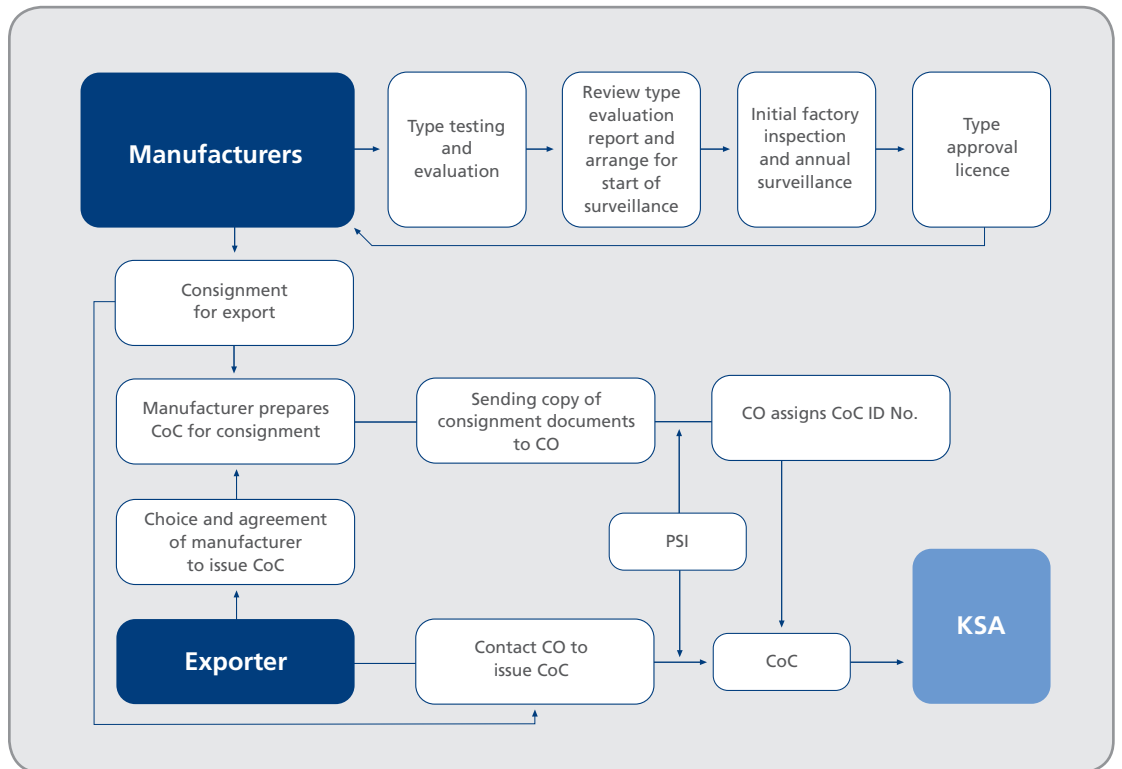 Manufacturers
Type testing
and
evaluation
Review type
evaluation
report and
arrange for
start of
surveillance
Initial factory
inspection
and annual
surveillance
Type
approval
licence
Consignment
for export
Manufacturer prepares
CoC for consignment
Sending copy of
consignment documents
to CO
CO assigns CoC ID No.
Choice and agreement
of manufacturer
to issue CoC
PSI
Exporter
Contact CO to
issue CoC
CoC
KSA